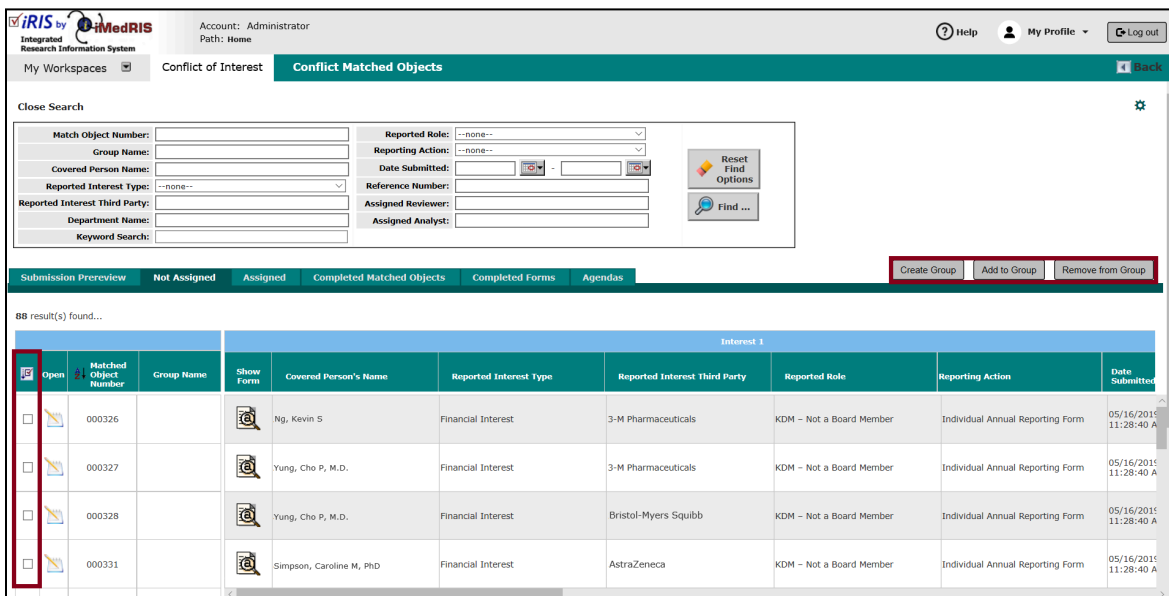 iRIS by iMedRIS
Integrated
Research Information System
Account: Administrator
Path: Home
Help
My Profile
Log out
My Workspaces
Conflict of Interest
Conflict Matched Objects
Back
Close Search
Match Object Number:
Group Name:
Covered Person Name:
Reported Interest Type: --none--
Reported Interest Third Party:
Department Name:
Keyword Search:
Reported Role: --none--
Reporting Action: --none--
Date Submitted: -
Reference Number:
Assigned Reviewer:
Assigned Analyst:
Reset
Find
Options
Find ...
Submission Prereview
Not Assigned
Assigned
Completed Matched Objects
Completed Forms
Agendas
Create Group
Add to Group
Remove from Group
88 result(s) found...
Interest 1
Open
Matched
Object
Number
Group Name
Show
Form
Covered Person's Name
Reported Interest Type
Reported Interest Third Party
Reported Role
Reporting Action
Date
Submitted
000326
Ng, Kevin S
Financial Interest
3-M Pharmaceuticals
KDM – Not a Board Member
Individual Annual Reporting Form
05/16/2019
11:28:40 A
000327
Yung, Cho P, M.D.
Financial Interest
3-M Pharmaceuticals
KDM – Not a Board Member
Individual Annual Reporting Form
05/16/2019
11:28:40 A
000328
Yung, Cho P, M.D.
Financial Interest
Bristol-Myers Squibb
KDM – Not a Board Member
Individual Annual Reporting Form
05/16/2019
11:28:40 A
000331
Simpson, Caroline M, PhD
Financial Interest
AstraZeneca
KDM – Not a Board Member
Individual Annual Reporting Form
05/16/2019
11:28:40 A